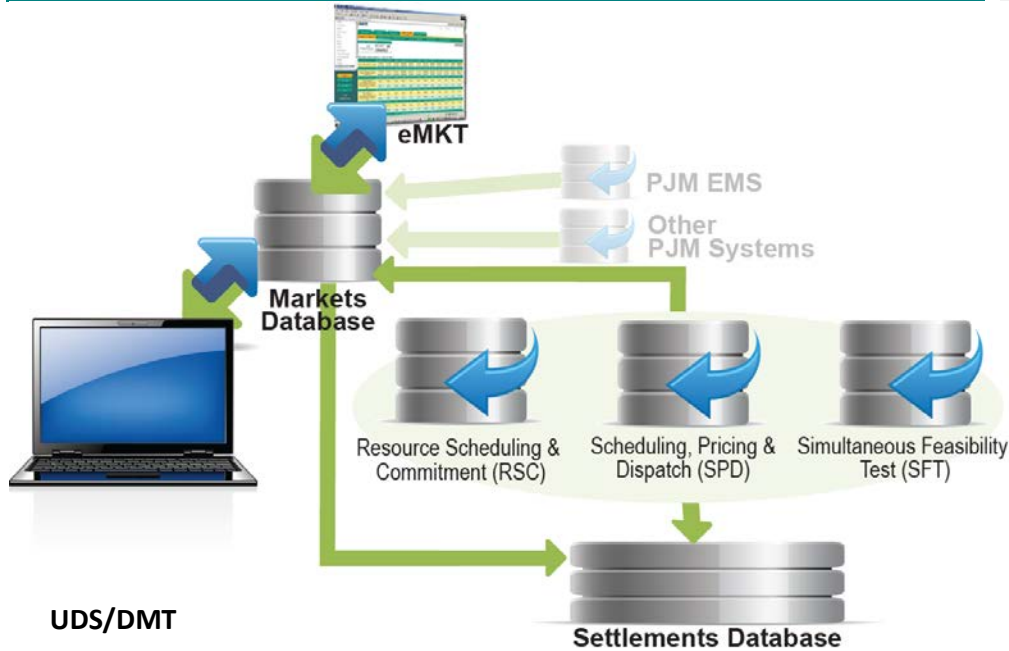 eMKT
PJM EMS
Other
PJM Systems
Markets
Database
Resource Scheduling &
Commitment (RSC)
Scheduling, Pricing &
Dispatch (SPD)
Simultaneous Feasibility
Test (SFT)
UDS/DMT
Settlements Database